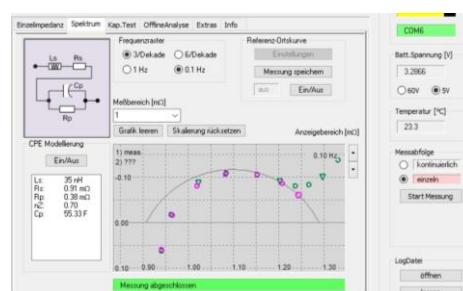 Einzelimpedanz Spektrum Kap.Test OfflineAnalyse Extras Info
Ls Rs
Cp
Rp
CPE Modellierung
Ein/Aus
Ls: 35 nH
Rs: 0.91 mΩ
Rp: 0.38 mΩ
nZ: 0.70
Cp: 55.33 F
Frequenzraster
3/Dekade 6/Dekade
1 Hz 0.1 Hz
Referenz-Ortskurve
Einstellungen
Messung speichern
aus Ein/Aus
Meßbereich [mΩ]
1
Grafik leeren Skalierung rücksetzen Anzeigebereich [mΩ]
1) meas
2) ???
0.10 Hz
-0.10
0.00
0.10 0.90 1.00 1.10 1.20 1.30
Messung abgeschlossen
COM6
Batt.Spannung [V]
3.2866
60V 5V
Temperatur [°C]
23.3
Messabfolge
kontinuierlich
einzeln
Start Messung
LogDatei
öffnen